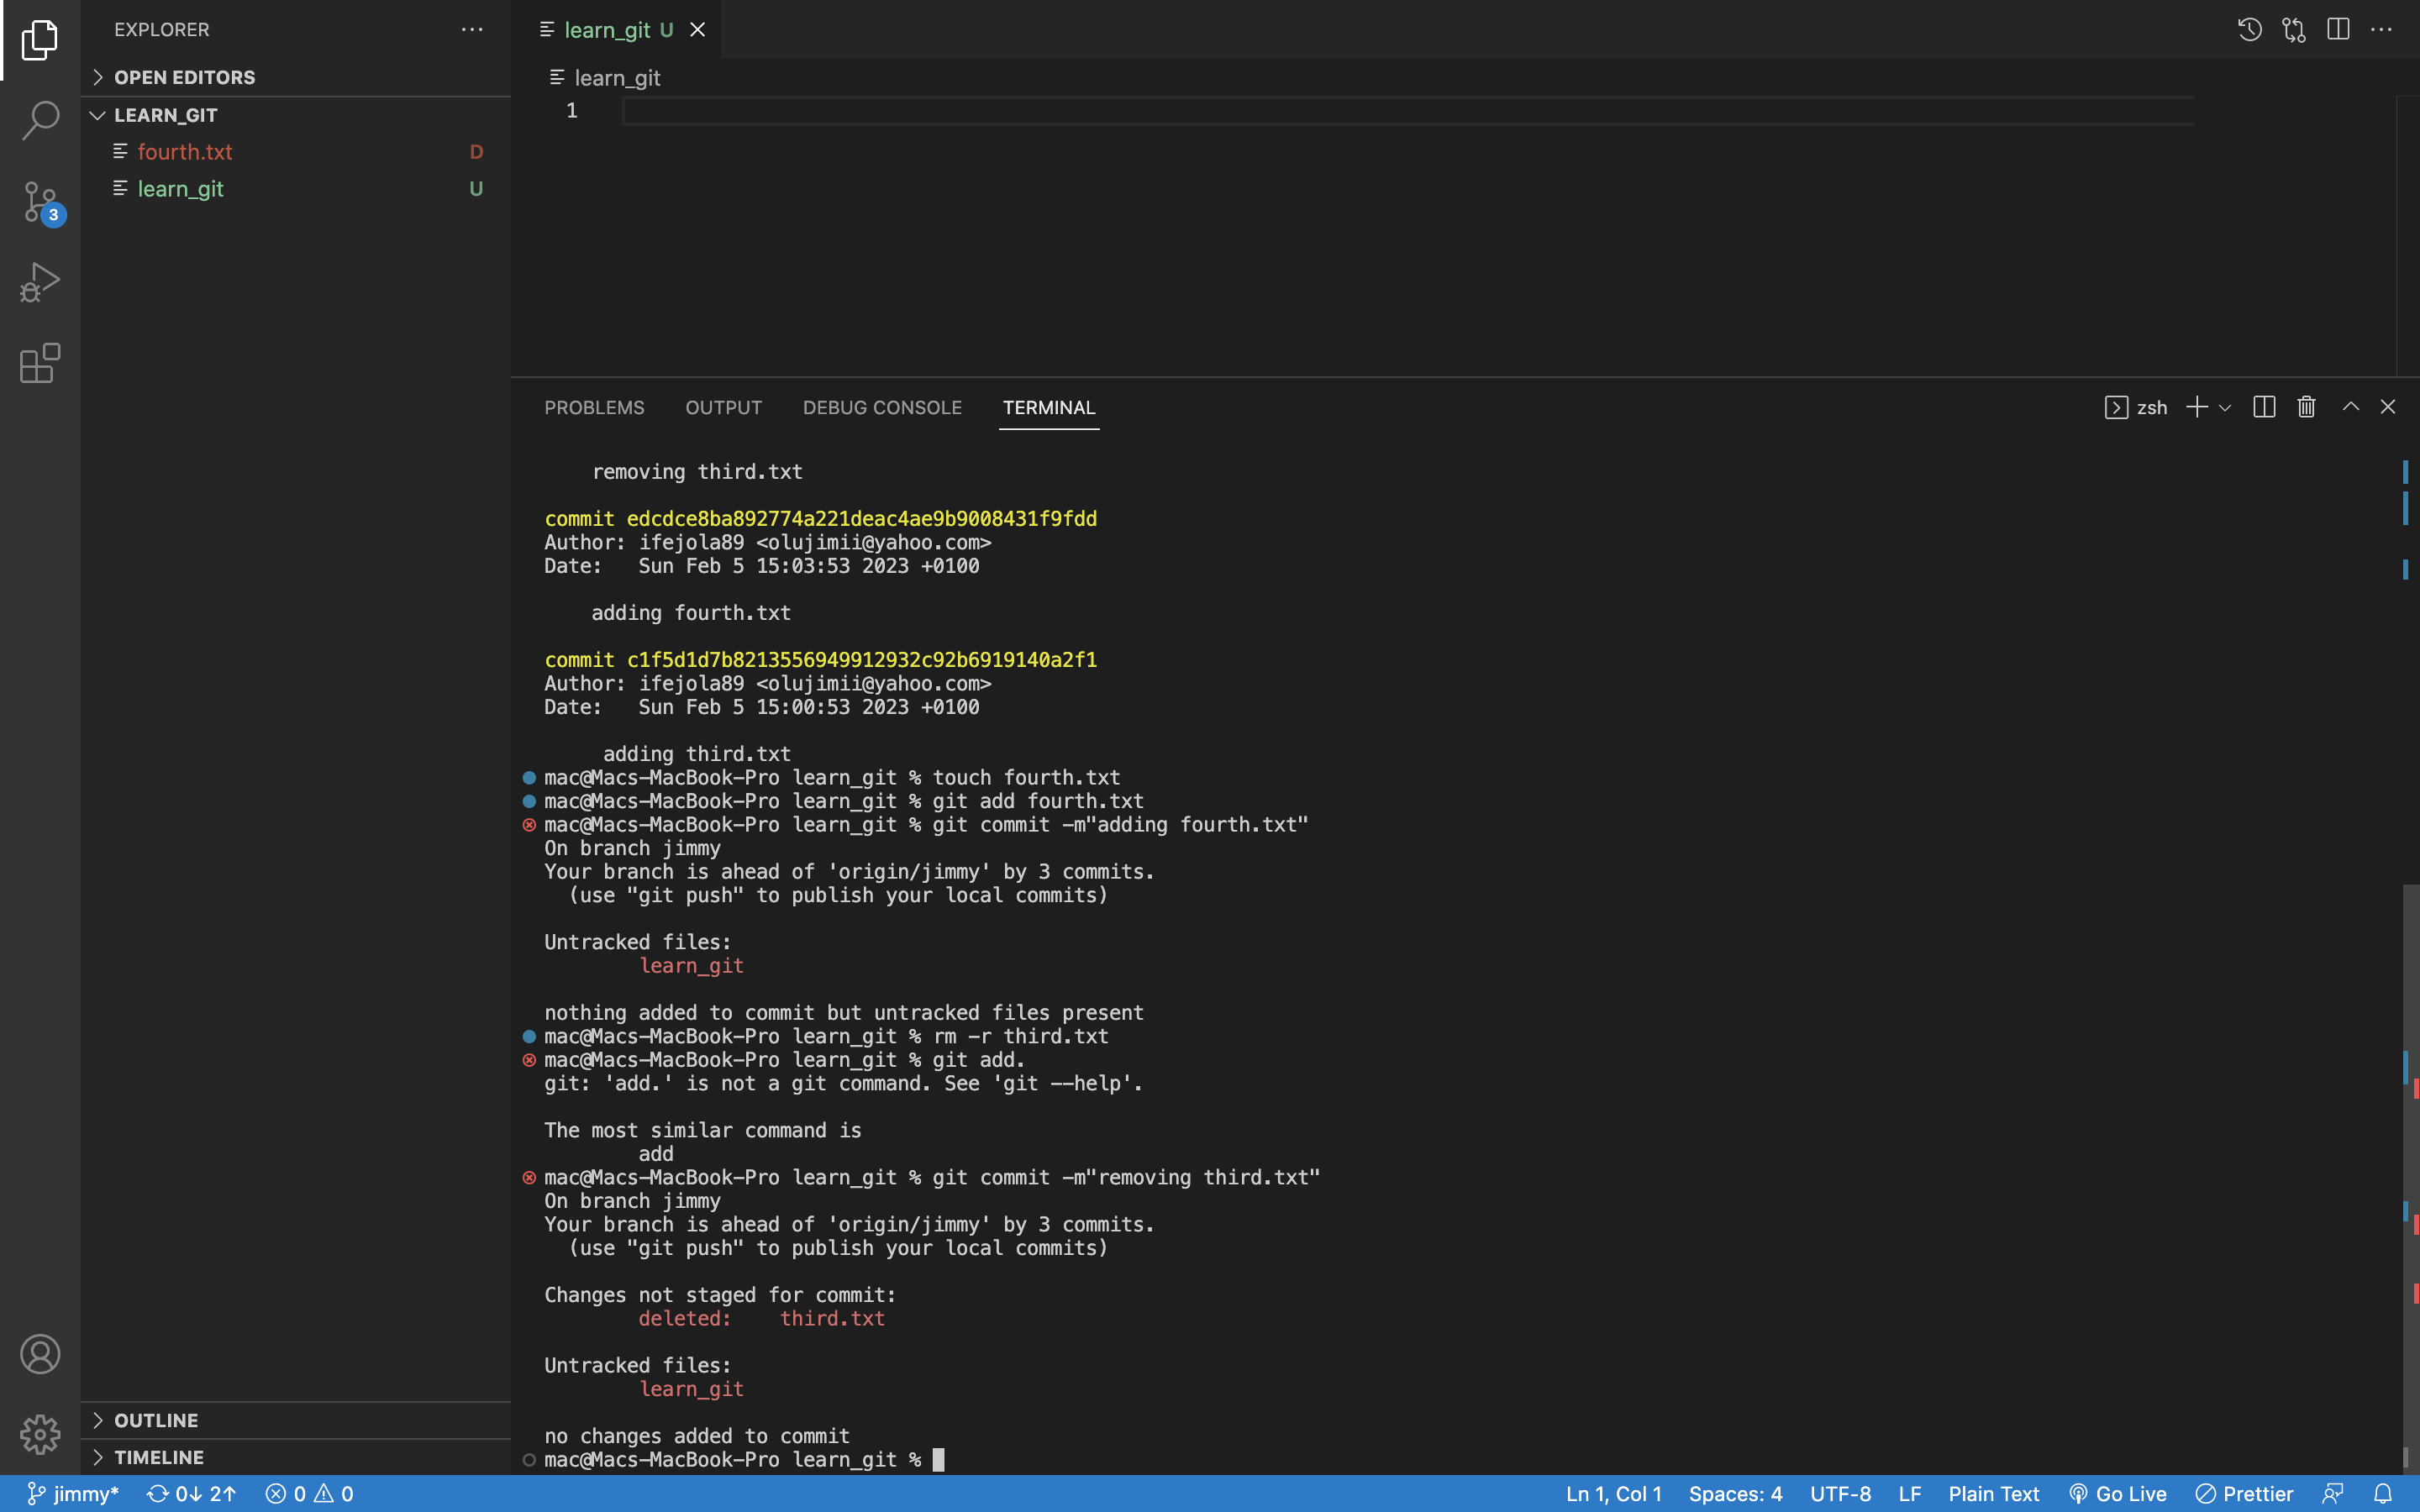 EXPLORER
OPEN EDITORS
LEARN_GIT
fourth.txt D
learn_git U
3
OUTLINE
TIMELINE
learn_git U
learn_git
1
PROBLEMS OUTPUT DEBUG CONSOLE TERMINAL
zsh
removing third.txt
commit edcdce8ba892774a221deac4ae9b9008431f9fdd
Author: ifejola89 <olujimii@yahoo.com>
Date: Sun Feb 5 15:03:53 2023 +0100
adding fourth.txt
commit c1f5d1d7b8213556949912932c92b6919140a2f1
Author: ifejola89 <olujimii@yahoo.com>
Date: Sun Feb 5 15:00:53 2023 +0100
adding third.txt
mac@Macs-MacBook-Pro learn_git % touch fourth.txt
mac@Macs-MacBook-Pro learn_git % git add fourth.txt
mac@Macs-MacBook-Pro learn_git % git commit -m"adding fourth.txt"
On branch jimmy
Your branch is ahead of 'origin/jimmy' by 3 commits.
(use "git push" to publish your local commits)
Untracked files:
learn_git
nothing added to commit but untracked files present
mac@Macs-MacBook-Pro learn_git % rm -r third.txt
mac@Macs-MacBook-Pro learn_git % git add.
git: 'add.' is not a git command. See 'git --help'.
The most similar command is
add
mac@Macs-MacBook-Pro learn_git % git commit -m"removing third.txt"
On branch jimmy
Your branch is ahead of 'origin/jimmy' by 3 commits.
(use "git push" to publish your local commits)
Changes not staged for commit:
deleted: third.txt
Untracked files:
learn_git
no changes added to commit
mac@Macs-MacBook-Pro learn_git %
jimmy* 0↓ 2↑ 0 0 Ln 1, Col 1 Spaces: 4 UTF-8 LF Plain Text Go Live Prettier